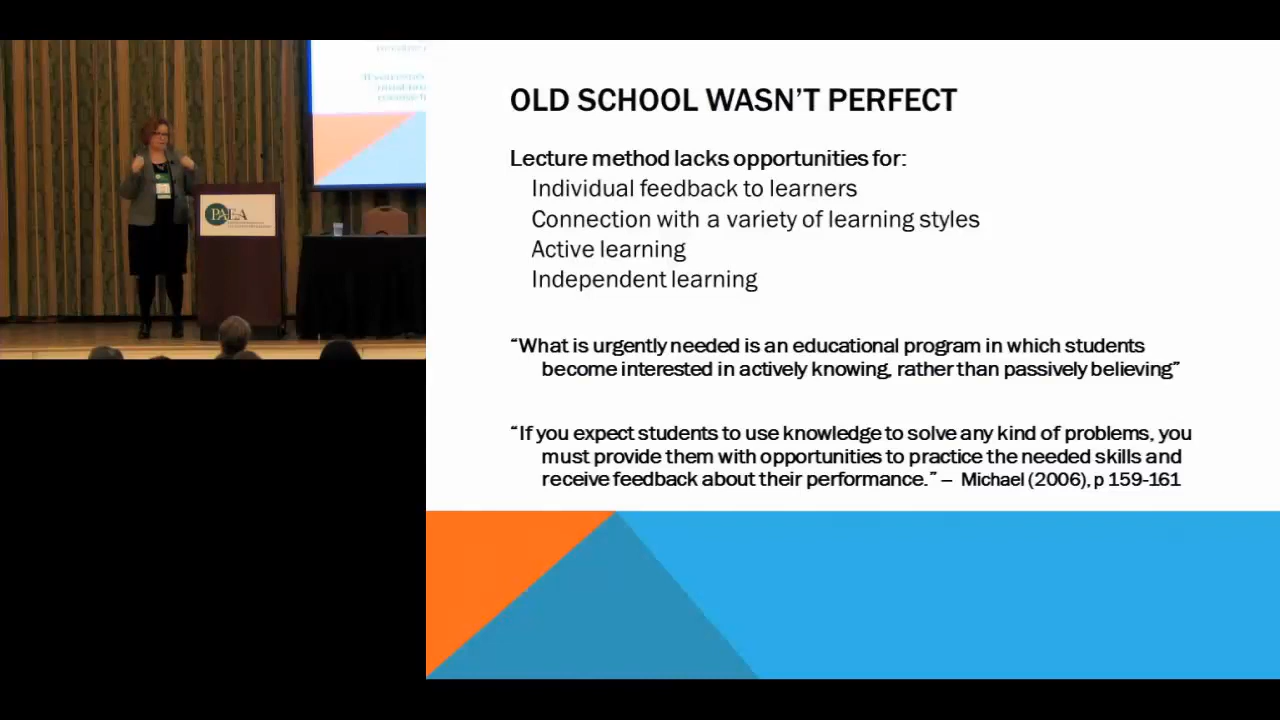 OLD SCHOOL WASN'T PERFECT
Lecture method lacks opportunities for:
Individual feedback to learners
Connection with a variety of learning styles
Active learning
Independent learning
“What is urgently needed is an educational program in which students
become interested in actively knowing, rather than passively believing”
“If you expect students to use knowledge to solve any kind of problems, you
must provide them with opportunities to practice the needed skills and
receive feedback about their performance.” – Michael (2006), p 159-161
PAEA